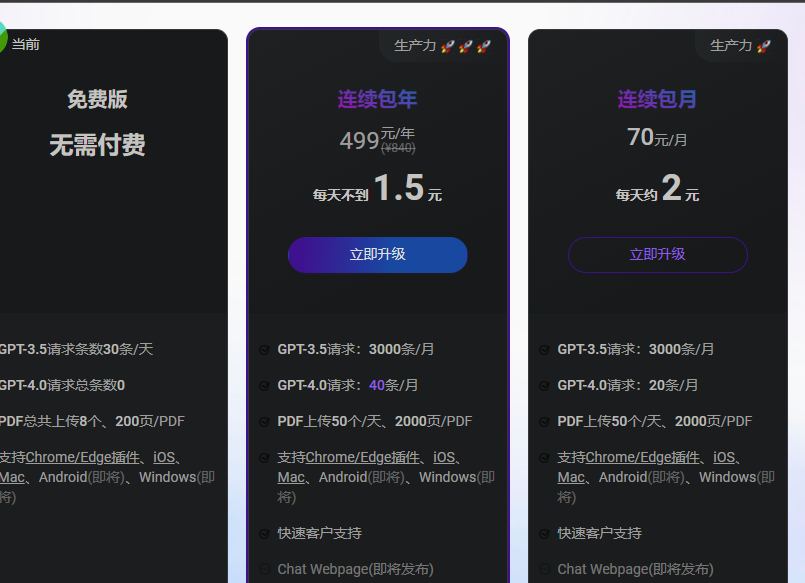 当前
免费版
无需付费
GPT-3.5请求条数30条/天
GPT-4.0请求总条数0
PDF总共上传8个、200页/PDF
支持Chrome/Edge插件、iOS、
Mac、Android(即将)、Windows(即
将)
生产力 🚀 🚀 🚀
连续包年
499元/年
(¥840)
每天不到 1.5 元
立即升级
GPT-3.5请求：3000条/月
GPT-4.0请求：40条/月
PDF上传50个/天、2000页/PDF
支持Chrome/Edge插件、iOS、
Mac、Android(即将)、Windows(即
将)
快速客户支持
Chat Webpage(即将发布)
生产力 🚀
连续包月
70元/月
每天约 2 元
立即升级
GPT-3.5请求：3000条/月
GPT-4.0请求：20条/月
PDF上传50个/天、2000页/PDF
支持Chrome/Edge插件、iOS、
Mac、Android(即将)、Windows(即
将)
快速客户支持
Chat Webpage(即将发布)